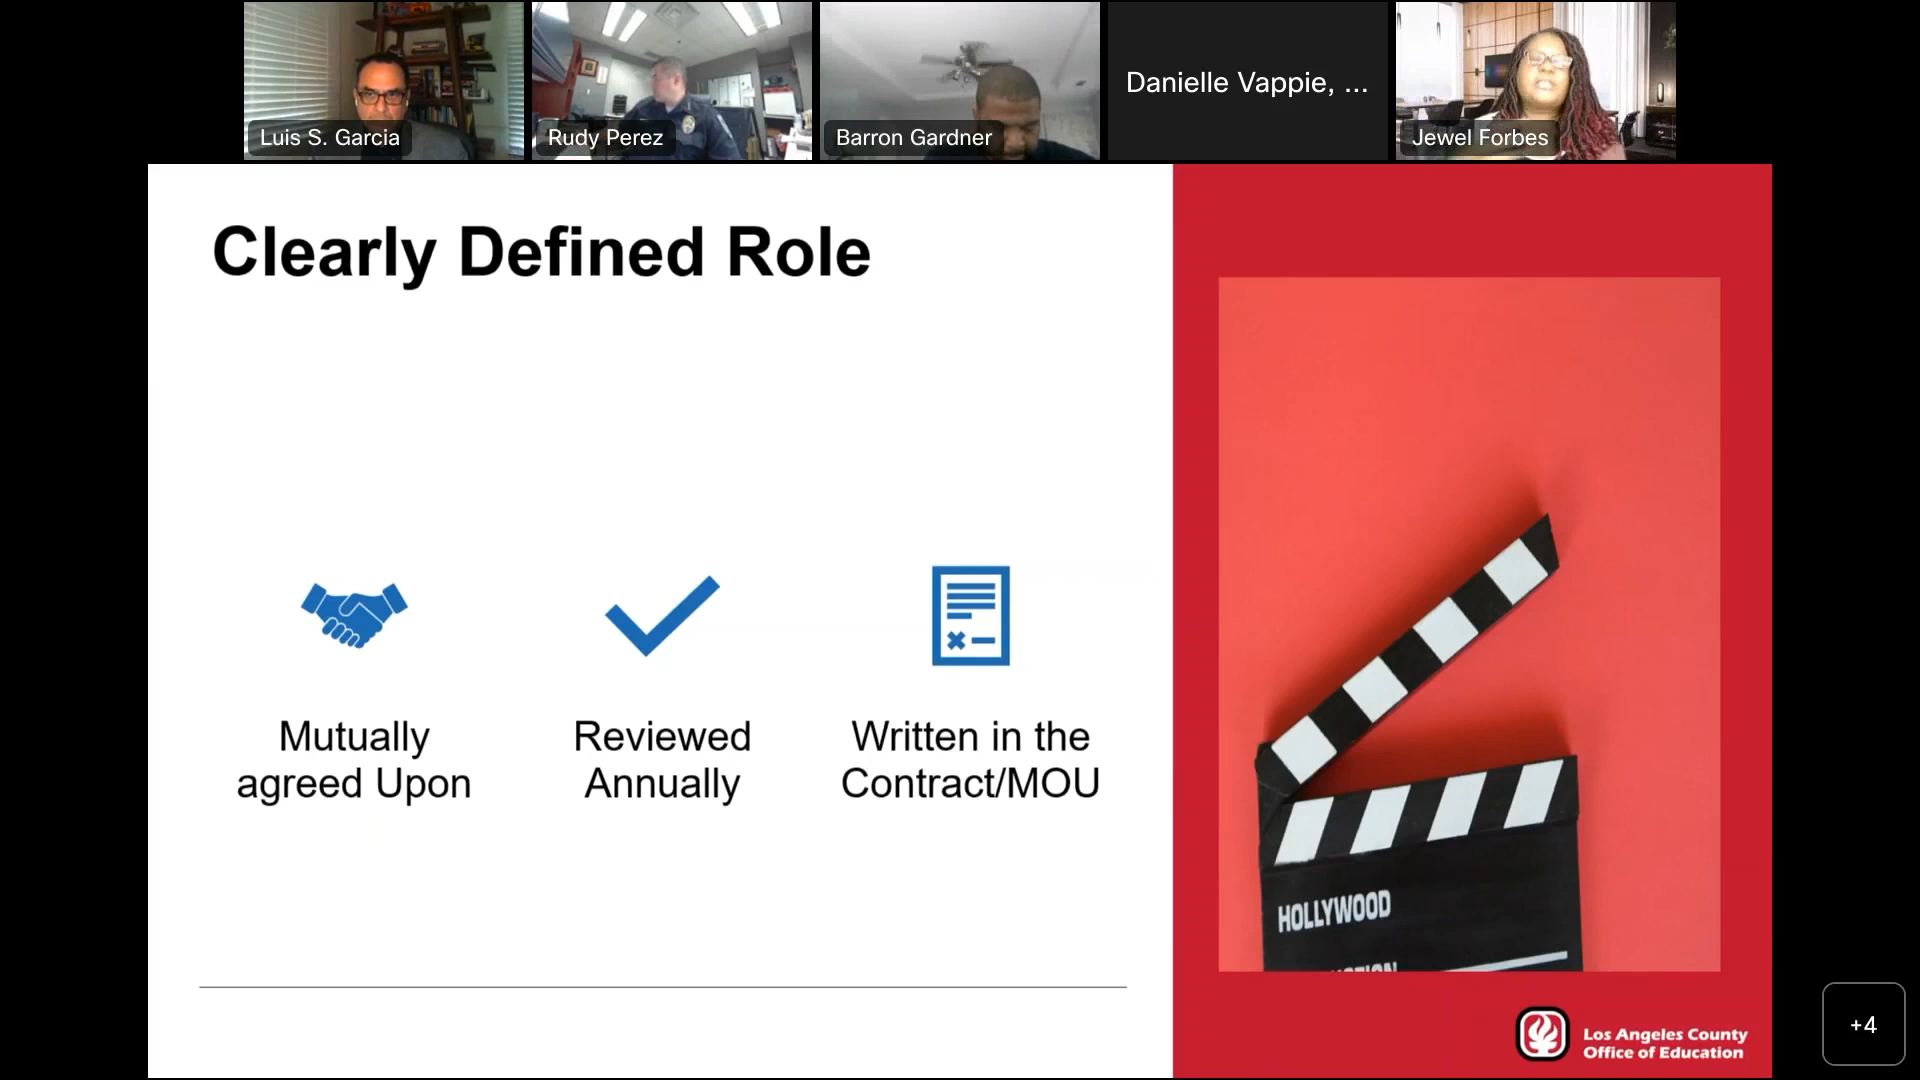 Luis S. Garcia
Rudy Perez
Barron Gardner
Danielle Vappie, ...
Jewel Forbes
Clearly Defined Role
Mutually
agreed Upon
Reviewed
Annually
Written in the
Contract/MOU
HOLLYWOOD
Los Angeles County
Office of Education
+4